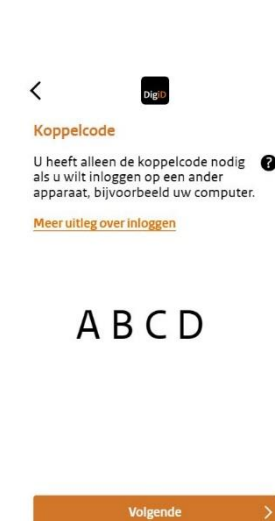 DigiD
Koppelcode
U heeft alleen de koppelcode nodig
als u wilt inloggen op een ander
apparaat, bijvoorbeeld uw computer.
?
Meer uitleg over inloggen
A B C D
Volgende